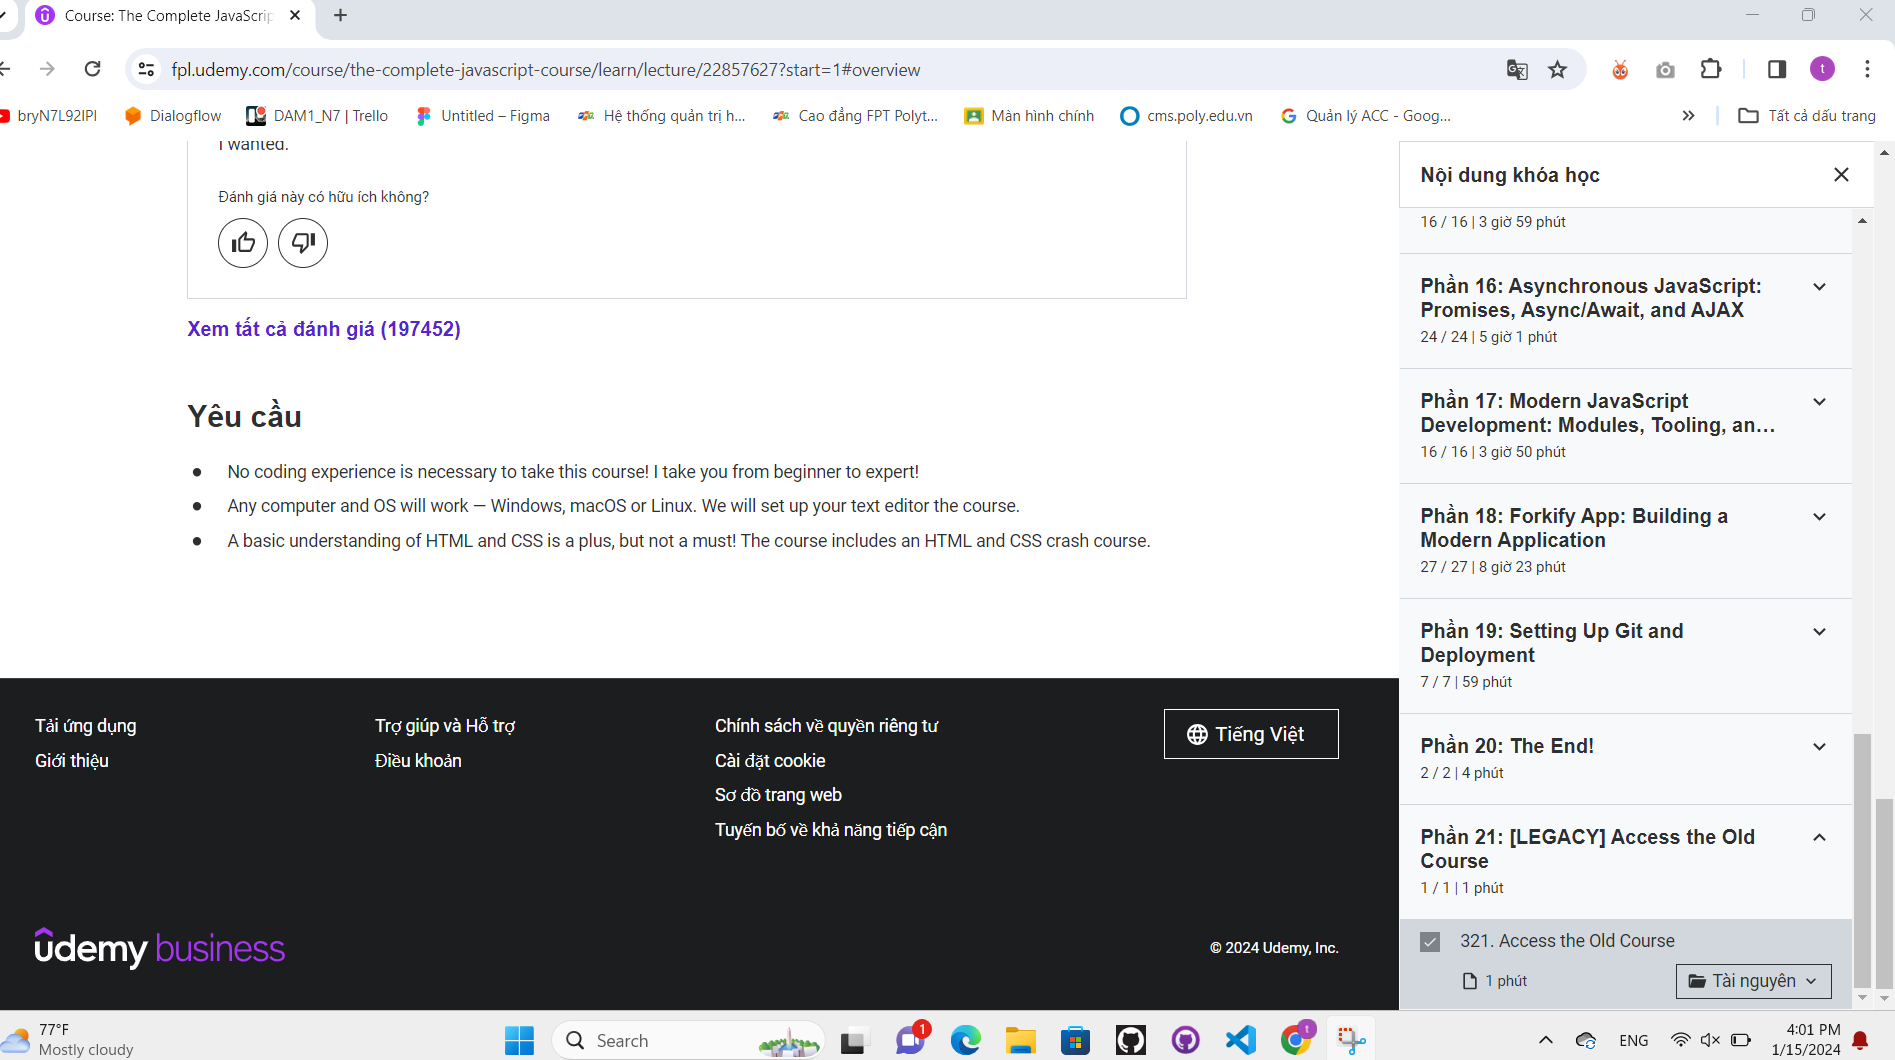 Course: The Complete JavaScrip
fpl.udemy.com/course/the-complete-javascript-course/learn/lecture/22857627?start=1#overview
t
bryN7L92IPI
Dialogflow
DAM1_N7 | Trello
Untitled – Figma
Hệ thống quản trị h...
Cao đẳng FPT Polyt...
Màn hình chính
cms.poly.edu.vn
Quản lý ACC - Goog...
Tất cả dấu trang
I wanted.
Đánh giá này có hữu ích không?
Xem tất cả đánh giá (197452)
Yêu cầu
No coding experience is necessary to take this course! I take you from beginner to expert!
Any computer and OS will work — Windows, macOS or Linux. We will set up your text editor the course.
A basic understanding of HTML and CSS is a plus, but not a must! The course includes an HTML and CSS crash course.
Nội dung khóa học
16 / 16 | 3 giờ 59 phút
Phần 16: Asynchronous JavaScript:
Promises, Async/Await, and AJAX
24 / 24 | 5 giờ 1 phút
Phần 17: Modern JavaScript
Development: Modules, Tooling, an...
16 / 16 | 3 giờ 50 phút
Phần 18: Forkify App: Building a
Modern Application
27 / 27 | 8 giờ 23 phút
Phần 19: Setting Up Git and
Deployment
7 / 7 | 59 phút
Phần 20: The End!
2 / 2 | 4 phút
Phần 21: [LEGACY] Access the Old
Course
1 / 1 | 1 phút
321. Access the Old Course
1 phút
Tài nguyên
Tải ứng dụng
Giới thiệu
Trợ giúp và Hỗ trợ
Điều khoản
Chính sách về quyền riêng tư
Cài đặt cookie
Sơ đồ trang web
Tuyến bố về khả năng tiếp cận
Tiếng Việt
udemy business
© 2024 Udemy, Inc.
77°F
Mostly cloudy
Search
1
t
ENG
4:01 PM
1/15/2024